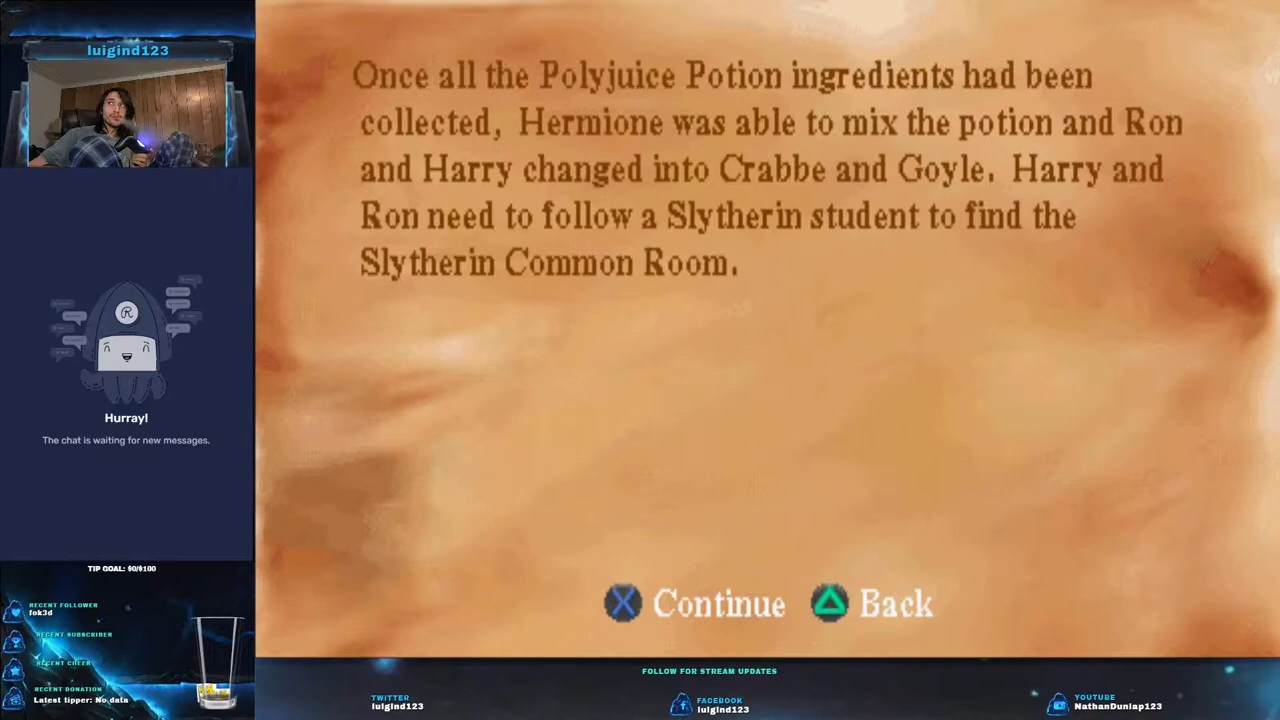 luigind123
Once all the Polyjuice Potion ingredients had been
collected, Hermione was able to mix the potion and Ron
and Harry changed into Crabbe and Goyle. Harry and
Ron need to follow a Slytherin student to find the
Slytherin Common Room.
R
Hurray!
The chat is waiting for new messages.
X Continue
Back
TIP GOAL: $0/$100
RECENT FOLLOWER
fok3d
RECENT SUBSCRIBER
RECENT CHEER
RECENT DONATION
Latest tipper: No data
FOLLOW FOR STREAM UPDATES
TWITTER
luigind123
FACEBOOK
luigind123
YOUTUBE
NathanDunlap123